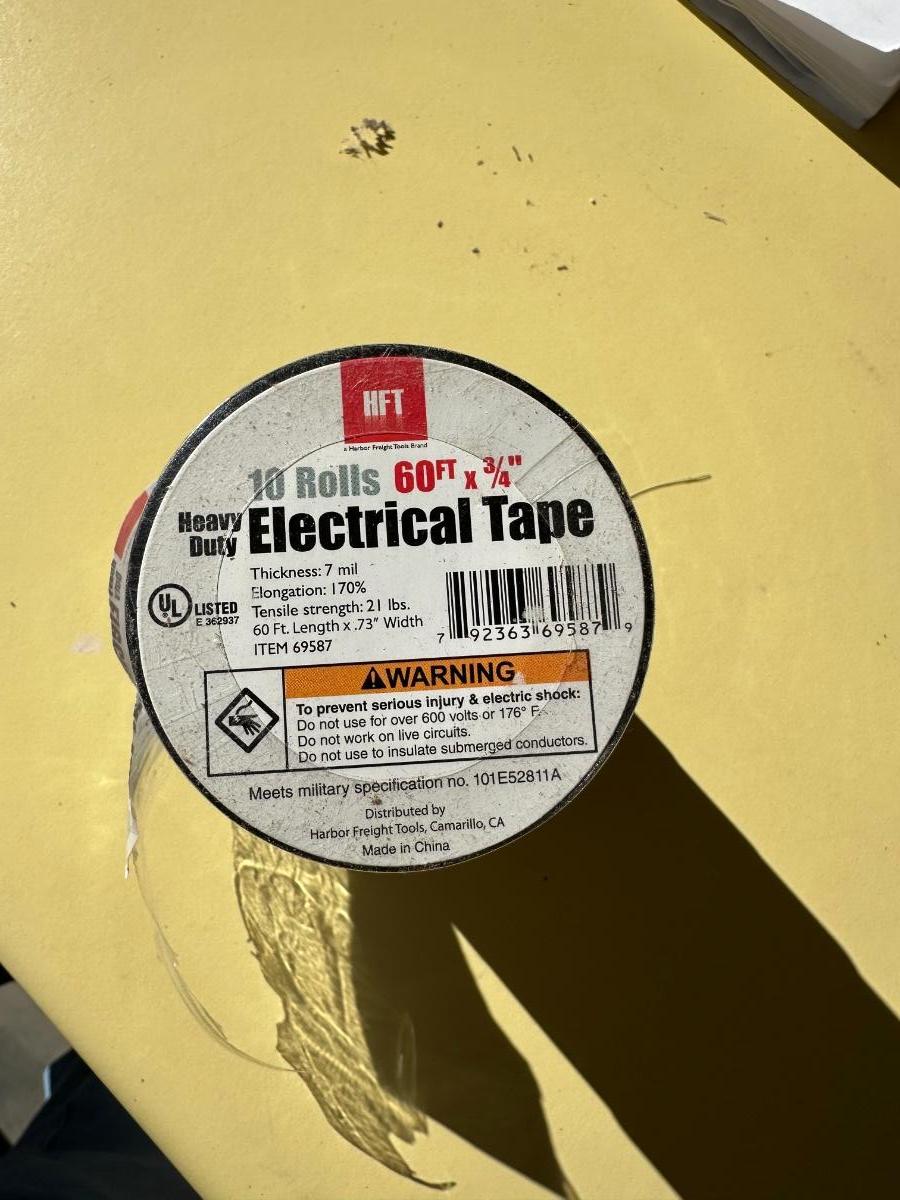 HFT
a Harbor Freight Tools Brand
10 Rolls 60FT x 3/4"
Heavy Duty Electrical Tape
Thickness: 7 mil
Elongation: 170%
Tensile strength: 21 lbs.
60 Ft. Length x .73" Width
ITEM 69587
UL LISTED
E 362937
7 92363 69587 9
WARNING
To prevent serious injury & electric shock:
Do not use for over 600 volts or 176° F.
Do not work on live circuits.
Do not use to insulate submerged conductors.
Meets military specification no. 101E52811A
Distributed by
Harbor Freight Tools, Camarillo, CA
Made in China